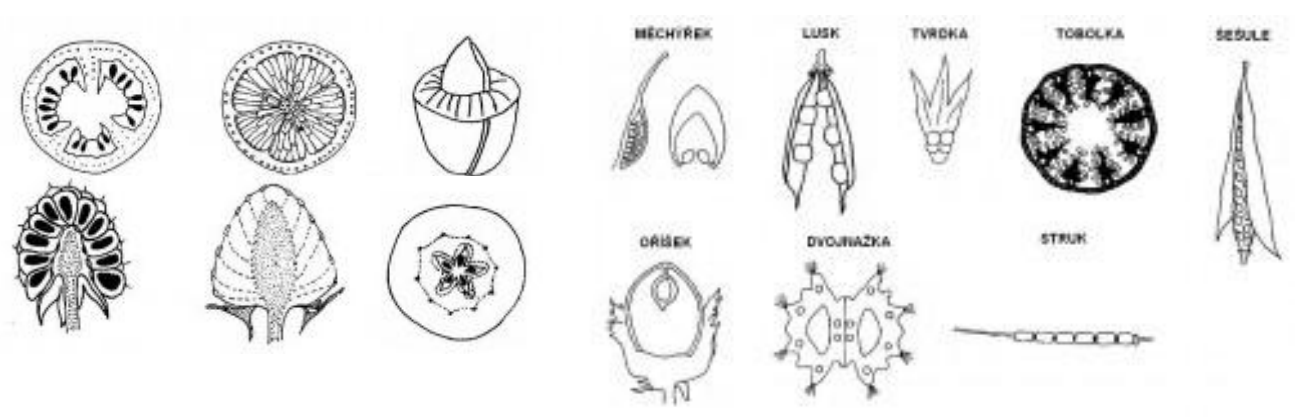 MĚCHÝŘEK
LUSK
TVRDKA
TOBOLKA
ŠEŠULE
OŘÍŠEK
DVOJNAŽKA
STRUK